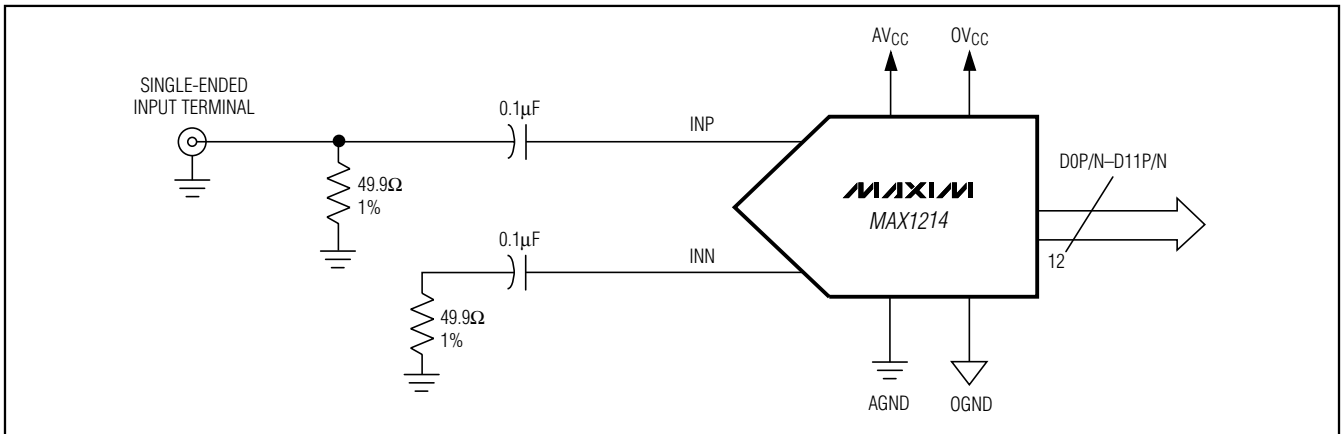 AVCC
OVCC
SINGLE-ENDED
INPUT TERMINAL
0.1μF
INP
49.9Ω
1%
D0P/N–D11P/N
MAXIM
MAX1214
0.1μF
INN
12
49.9Ω
1%
AGND
OGND